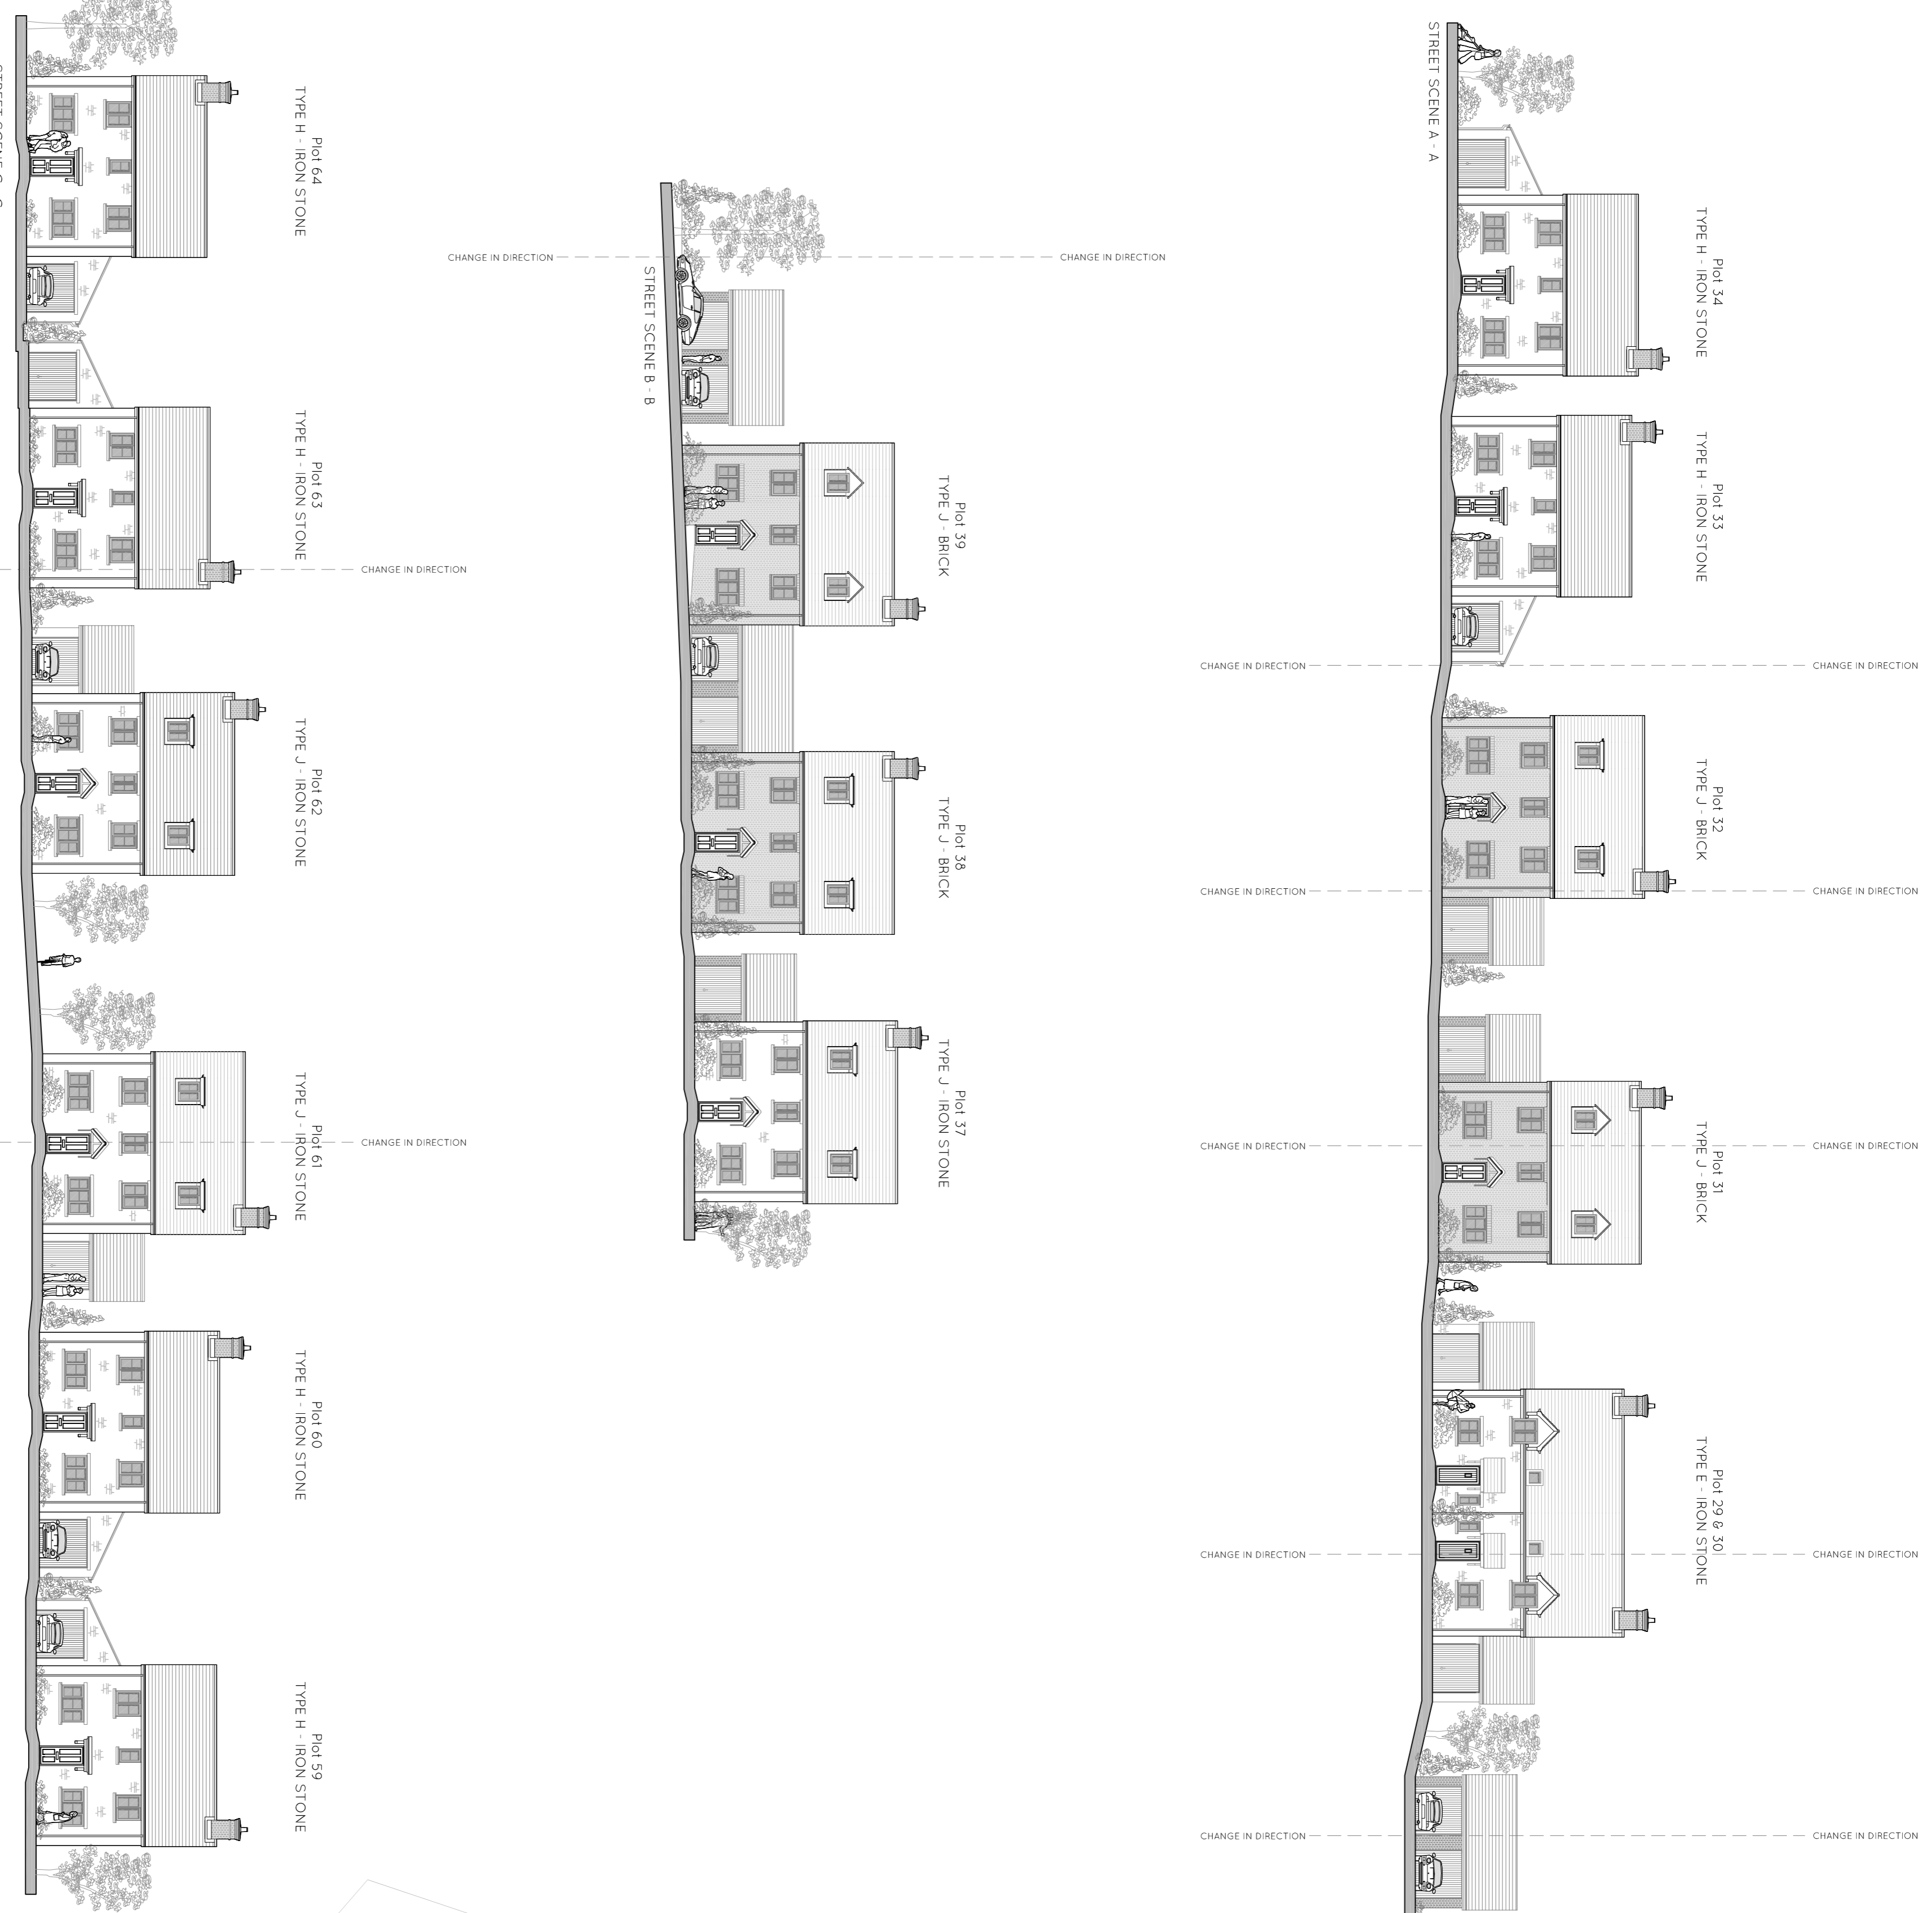 Plot 34
TYPE H - IRON STONE
Plot 33
TYPE H - IRON STONE
Plot 32
TYPE J - BRICK
Plot 31
TYPE J - BRICK
Plot 29 & 30
TYPE E - IRON STONE
CHANGE IN DIRECTION
CHANGE IN DIRECTION
CHANGE IN DIRECTION
CHANGE IN DIRECTION
CHANGE IN DIRECTION
CHANGE IN DIRECTION
CHANGE IN DIRECTION
CHANGE IN DIRECTION
CHANGE IN DIRECTION
CHANGE IN DIRECTION
STREET SCENE A - A
Plot 39
TYPE J - BRICK
Plot 38
TYPE J - BRICK
Plot 37
TYPE J - IRON STONE
CHANGE IN DIRECTION
CHANGE IN DIRECTION
STREET SCENE B - B
Plot 64
TYPE H - IRON STONE
Plot 63
TYPE H - IRON STONE
Plot 62
TYPE J - IRON STONE
Plot 61
TYPE J - IRON STONE
Plot 60
TYPE H - IRON STONE
Plot 59
TYPE H - IRON STONE
CHANGE IN DIRECTION
CHANGE IN DIRECTION